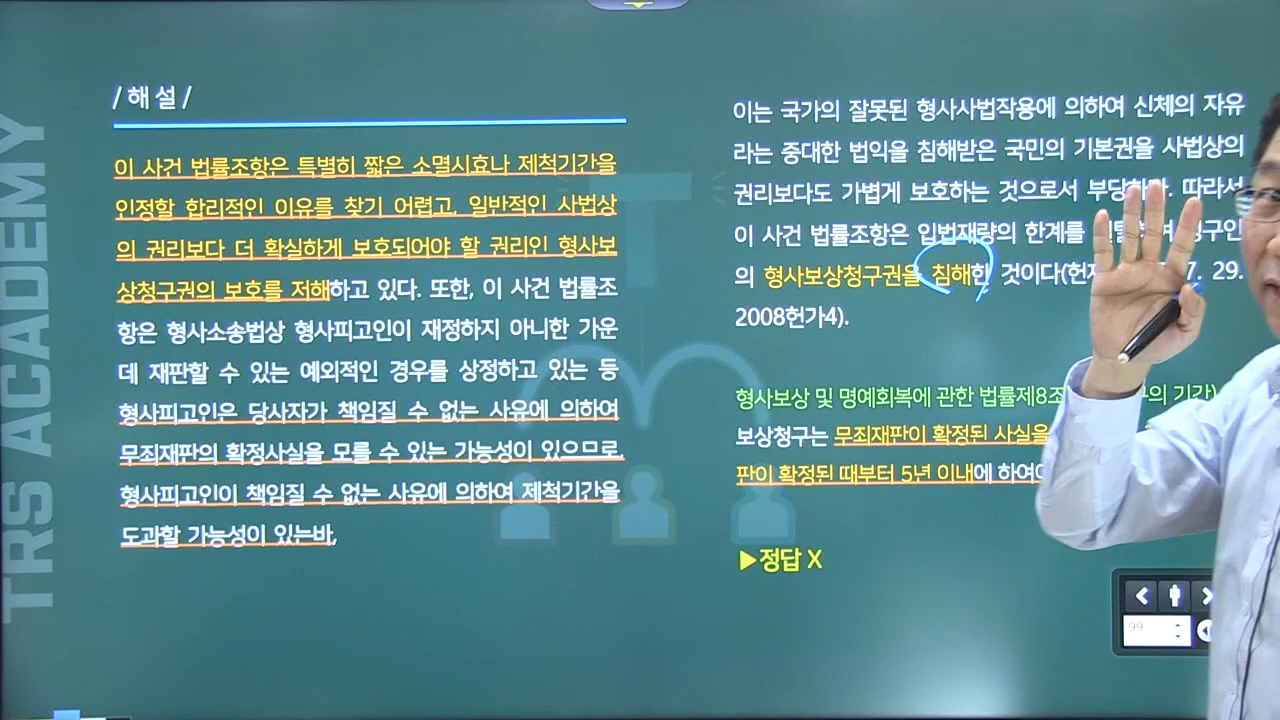 TRS ACADEMY
/ 해 설 /
이 사건 법률조항은 특별히 짧은 소멸시효나 제척기간을
인정할 합리적인 이유를 찾기 어렵고, 일반적인 사법상
의 권리보다 더 확실하게 보호되어야 할 권리인 형사보
상청구권의 보호를 저해하고 있다. 또한, 이 사건 법률조
항은 형사소송법상 형사피고인이 재정하지 아니한 가운
데 재판할 수 있는 예외적인 경우를 상정하고 있는 등
형사피고인은 당사자가 책임질 수 없는 사유에 의하여
무죄재판의 확정사실을 모를 수 있는 가능성이 있으므로,
형사피고인이 책임질 수 없는 사유에 의하여 제척기간을
도과할 가능성이 있는바,
이는 국가의 잘못된 형사사법작용에 의하여 신체의 자유
라는 중대한 법익을 침해받은 국민의 기본권을 사법상의
권리보다도 가볍게 보호하는 것으로서 따라서
이 사건 법률조항은 입법재량의 한계를
의 형사보상청구권을 침해한 것이다(헌재 7. 29.
2008헌가4).
형사보상 및 명예회복에 관한 법률제8조 의 기간)
보상청구는 무죄재판이 확정된 사실을
판이 확정된 때부터 5년 이내에
▶정답 X
99